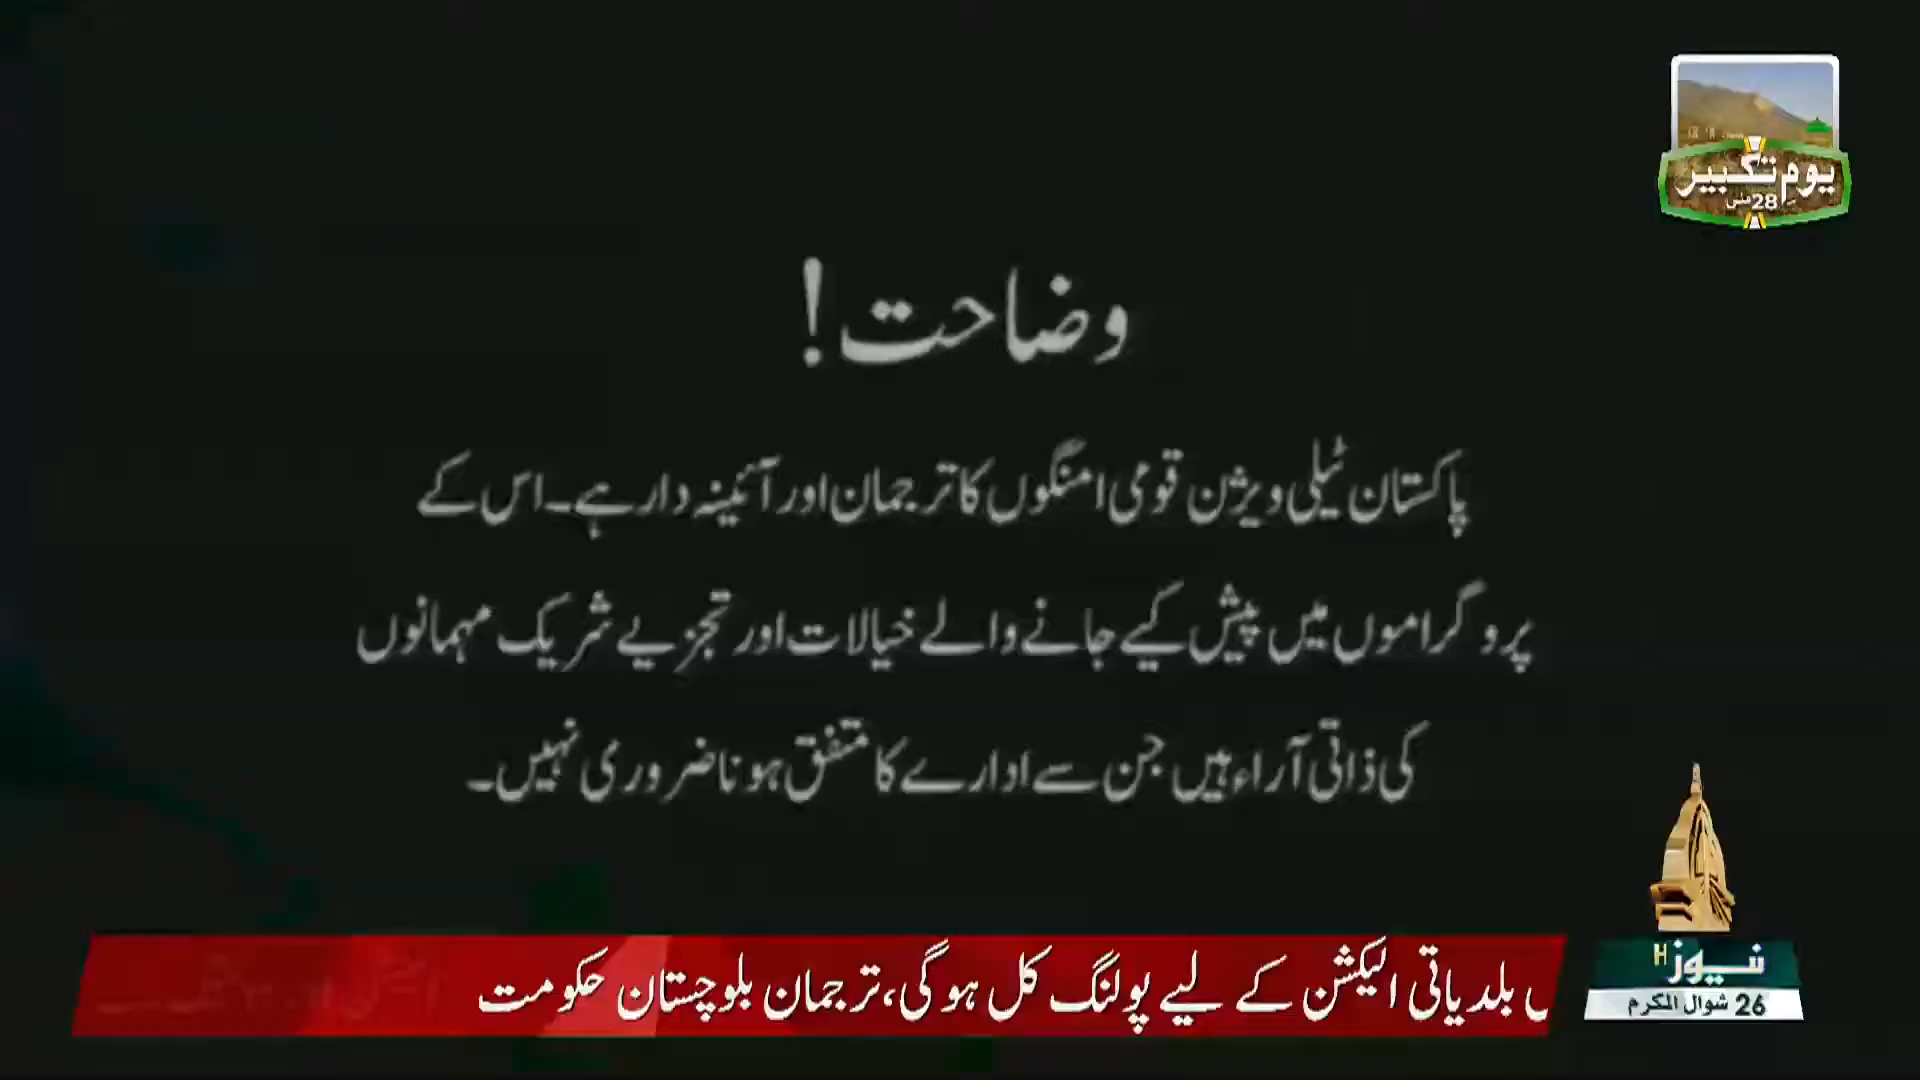 یومِ تکبیر
28 مئی
وضاحت!
پاکستان ٹیلی ویژن قومی امنگوں کا ترجمان اور آئینہ دار ہے۔ اس کے
پروگراموں میں پیش کیے جانے والے خیالات اور تجزیے شریک مہمانوں
کی ذاتی آراء ہیں جن سے ادارے کا متفق ہونا ضروری نہیں۔
بلدیاتی الیکشن کے لیے پولنگ کل ہوگی، ترجمان بلوچستان حکومت
نیوز H
26 شوال المکرم